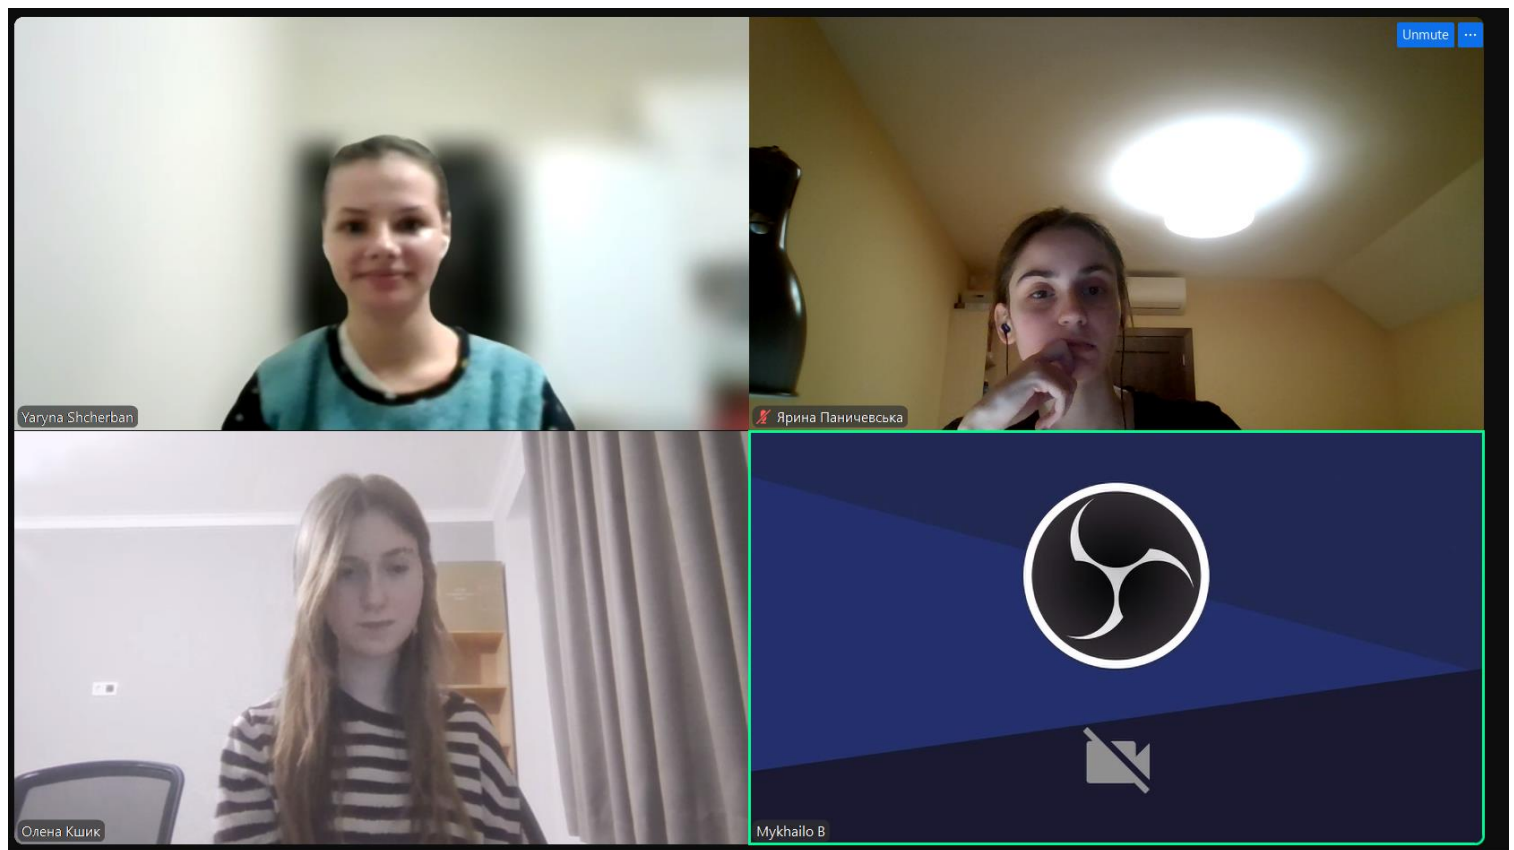 Unmute
Yaryna Shcherban
Ярина Паничевська
Олена Кшик
Mykhailo B